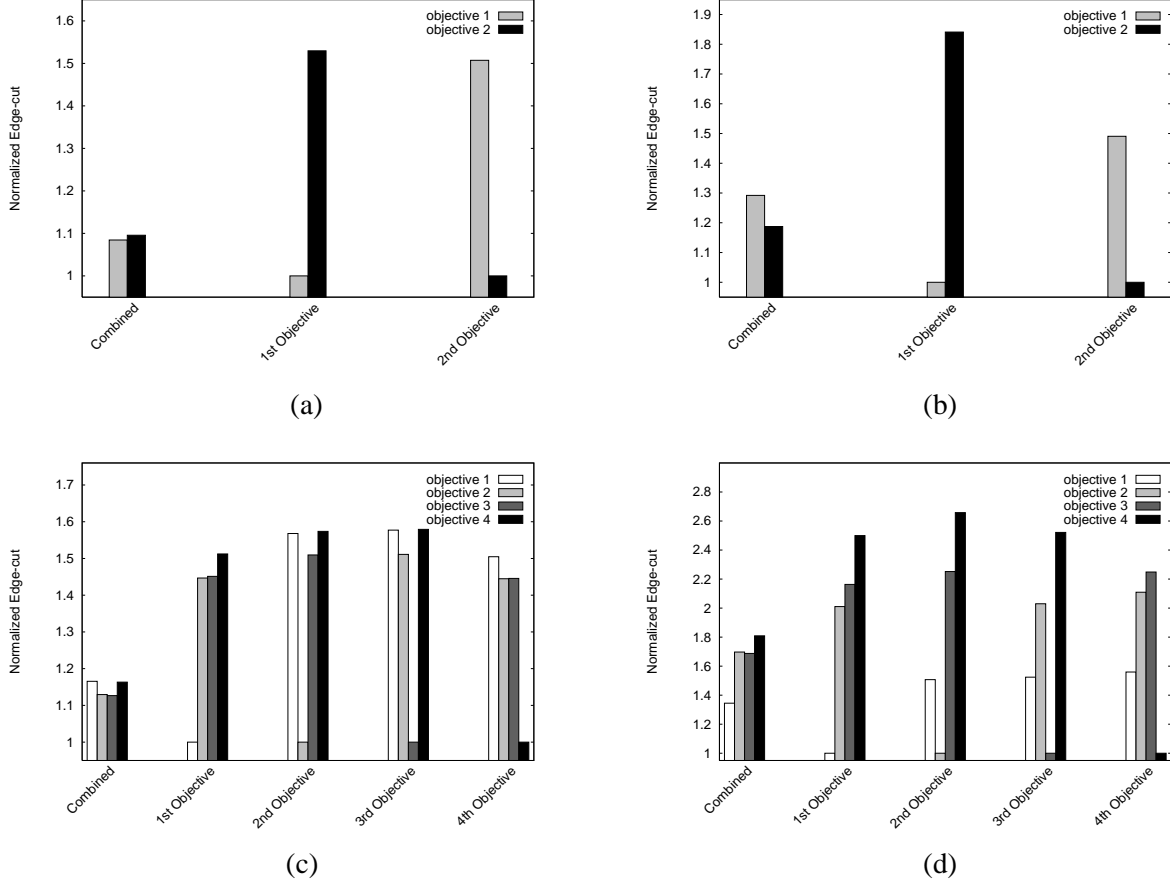 Normalized Edge-cut
1.6
1.5
1.4
1.3
1.2
1.1
1
objective 1
objective 2
Combined
1st Objective
2nd Objective
(a)
Normalized Edge-cut
1.9
1.8
1.7
1.6
1.5
1.4
1.3
1.2
1.1
1
objective 1
objective 2
Combined
1st Objective
2nd Objective
(b)
Normalized Edge-cut
1.7
1.6
1.5
1.4
1.3
1.2
1.1
1
objective 1
objective 2
objective 3
objective 4
Combined
1st Objective
2nd Objective
3rd Objective
4th Objective
(c)
Normalized Edge-cut
2.8
2.6
2.4
2.2
2
1.8
1.6
1.4
1.2
1
objective 1
objective 2
objective 3
objective 4
Combined
1st Objective
2nd Objective
3rd Objective
4th Objective
(d)